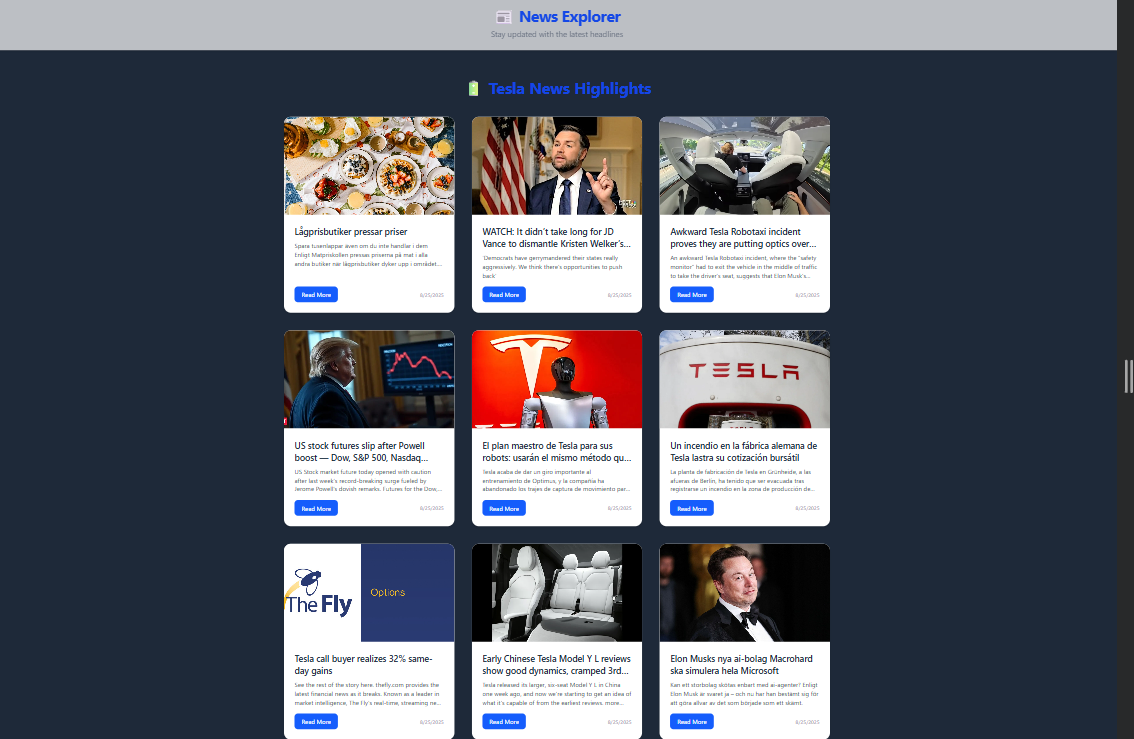 News Explorer
Stay updated with the latest headlines
Tesla News Highlights
Lågprisbutiker pressar priser
Spara tusenlappar även om du inte handlar i dem
Enligt Matpriskollen pressas priserna på mat i alla
andra butiker när lågprisbutiker dyker upp i området...
Read More
8/25/2025
WATCH: It didn't take long for JD
Vance to dismantle Kristen Welker's...
'Democrats have gerrymandered their states really
aggressively. We think there's opportunities to push
back'
Read More
8/25/2025
Awkward Tesla Robotaxi incident
proves they are putting optics over...
An awkward Tesla Robotaxi incident, where the "safety
monitor" had to exit the vehicle in the middle of traffic
to take the driver's seat, suggests that Elon Musk's...
Read More
8/25/2025
US stock futures slip after Powell
boost — Dow, S&P 500, Nasdaq...
US Stock market future today opened with caution
after last week's record-breaking surge fueled by
Jerome Powell's dovish remarks. Futures for the Dow,...
Read More
8/25/2025
El plan maestro de Tesla para sus
robots: usarán el mismo método qu...
Tesla acaba de dar un giro importante al
entrenamiento de Optimus, y la compañía ha
abandonado los trajes de captura de movimiento par...
Read More
8/25/2025
TESLA
Un incendio en la fábrica alemana de
Tesla lastra su cotización bursátil
La planta de fabricación de Tesla en Grünheide, a las
afueras de Berlín, ha tenido que ser evacuada tras
registrarse un incendio en la zona de producción de...
Read More
8/25/2025
The Fly
Options
Tesla call buyer realizes 32% same-
day gains
See the rest of the story here. thefly.com provides the
latest financial news as it breaks. Known as a leader in
market intelligence, The Fly's real-time, streaming ne...
Read More
8/25/2025
Early Chinese Tesla Model Y L reviews
show good dynamics, cramped 3rd...
Tesla released its larger, six-seat Model Y L in China
one week ago, and now we're starting to get an idea of
what it's capable of from the earliest reviews. more...
Read More
8/25/2025
Elon Musks nya ai-bolag Macrohard
ska simulera hela Microsoft
Kan ett storbolag skötas enbart med ai-agenter? Enligt
Elon Musk är svaret ja – och nu har han bestämt sig för
att göra allvar av det som började som ett skämt.
Read More
8/25/2025